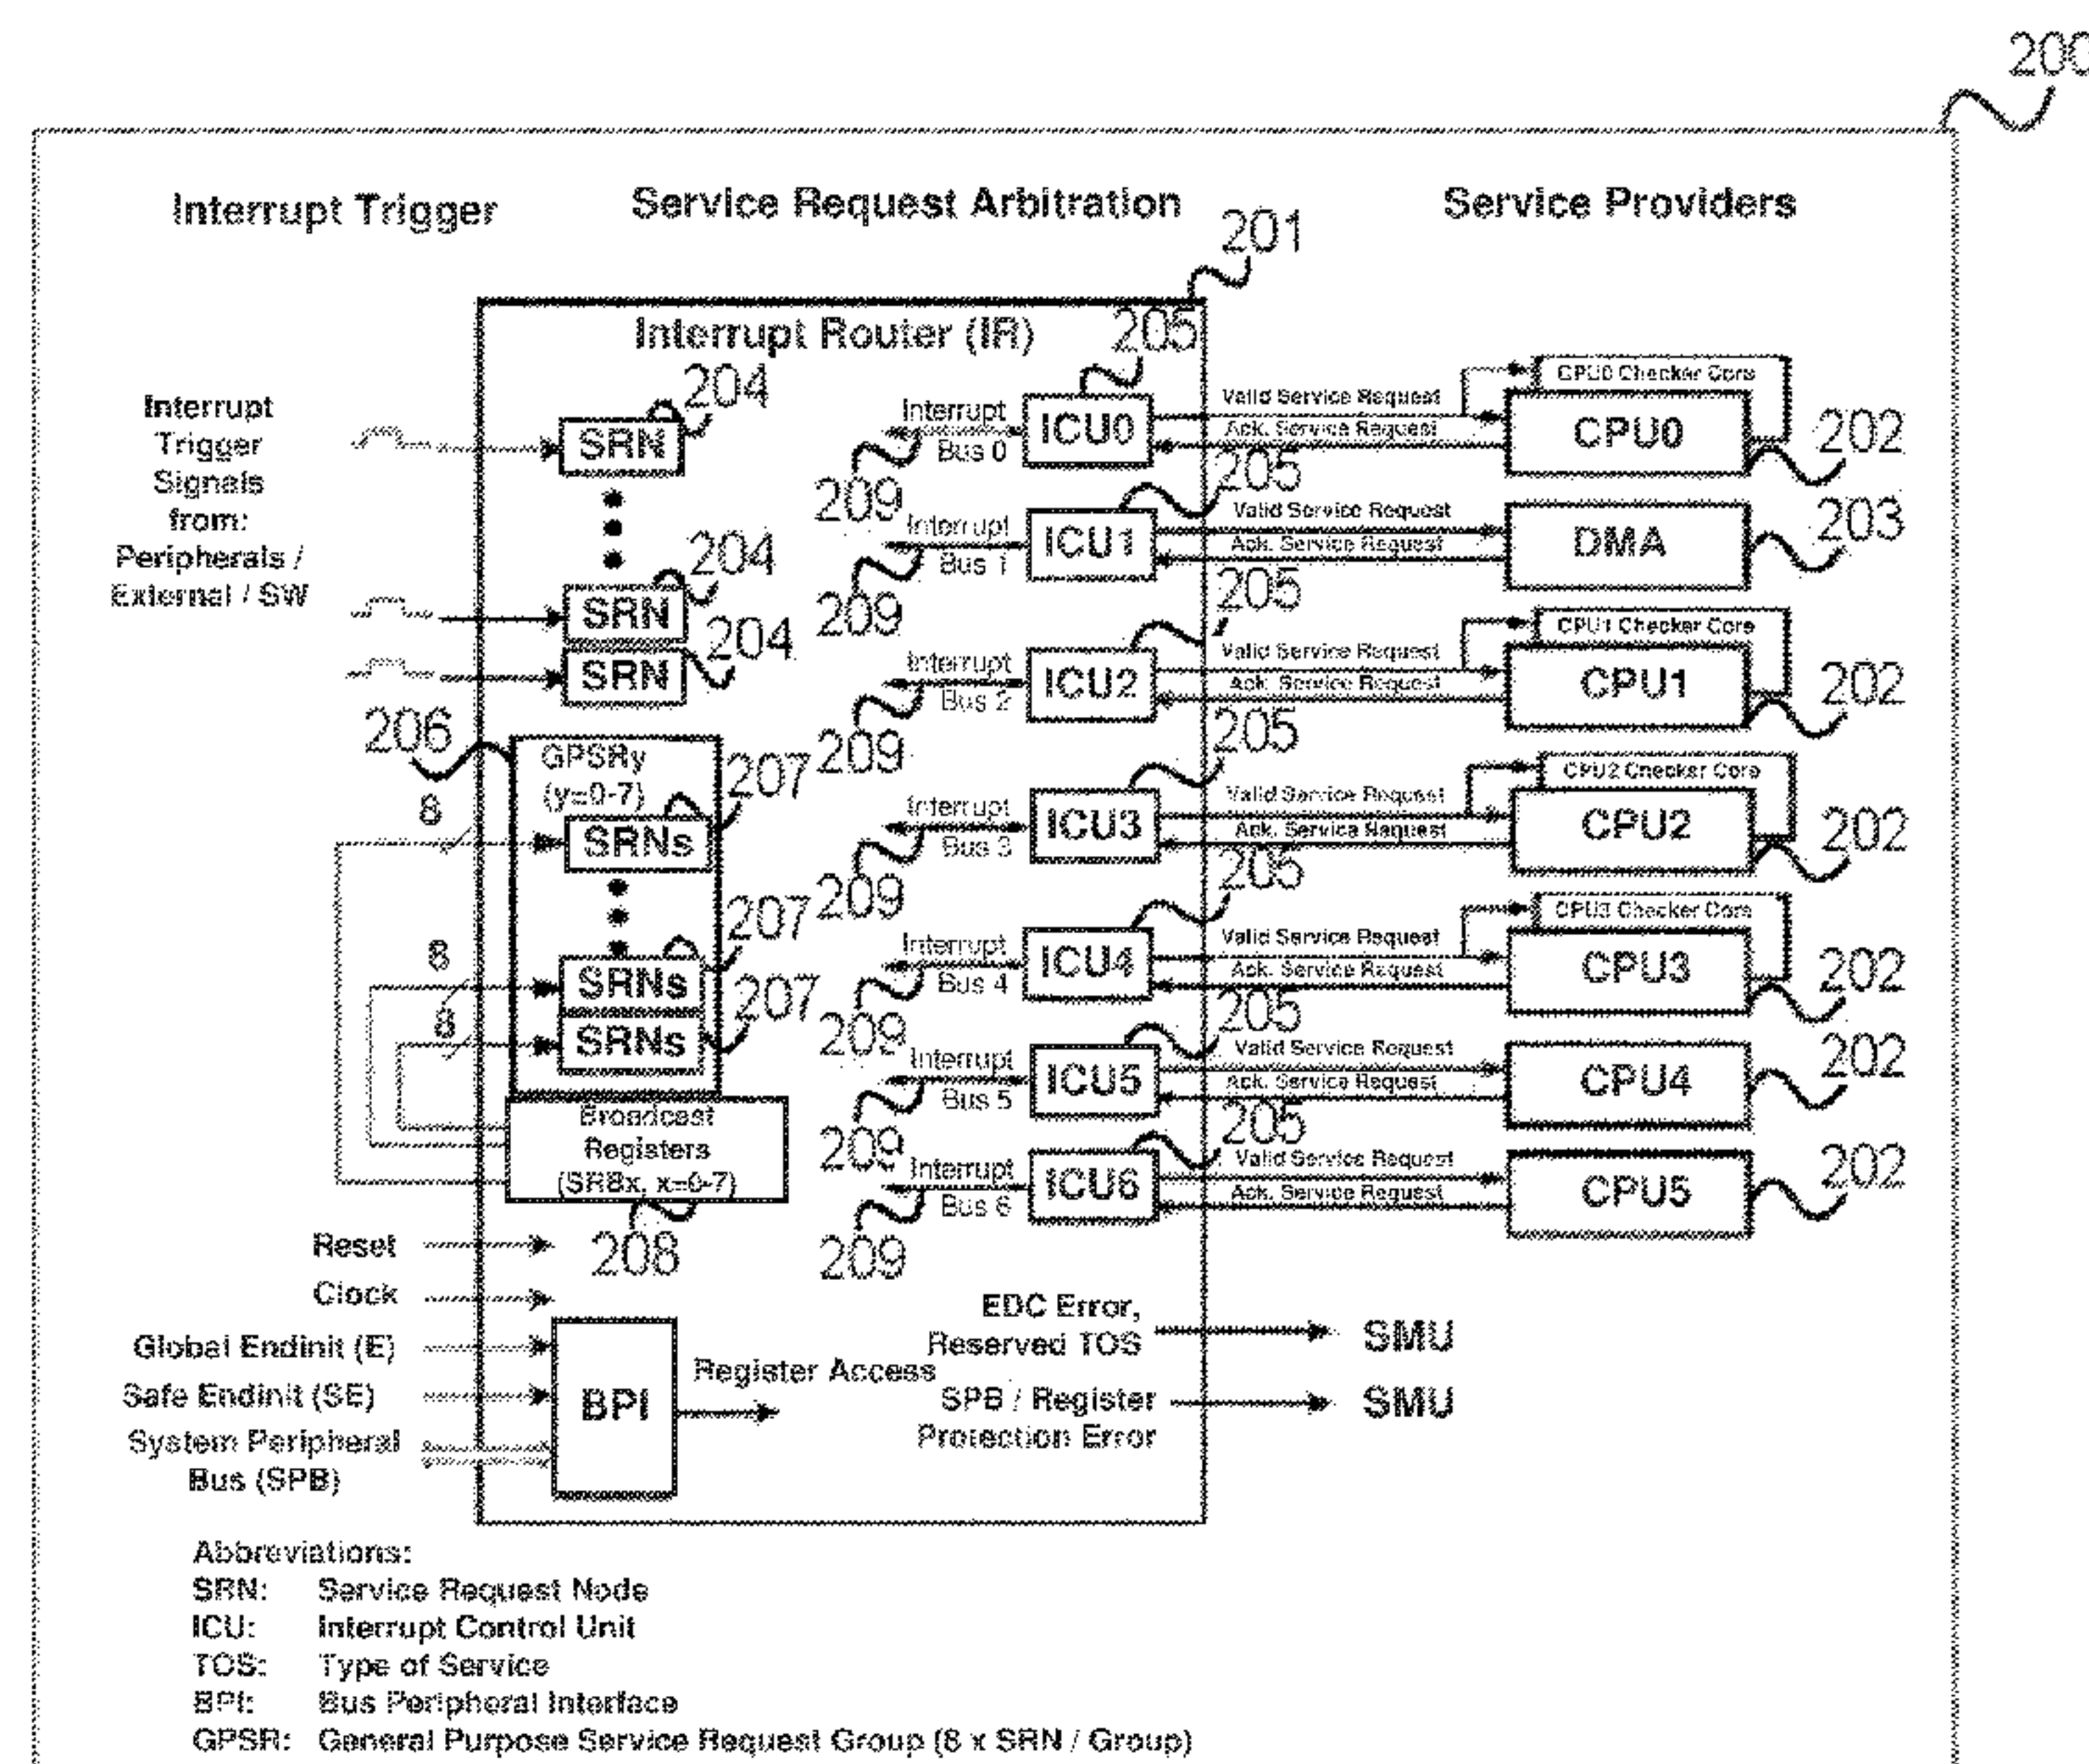 200
Interrupt Trigger
Service Request Arbitration
Service Providers
201
Interrupt Router (IR)
Interrupt
Trigger
Signals
from:
Peripherals /
External / SW
SRN
204
SRN
204
SRN
204
206
GPSRy
(y=0-7)
207
8
SRNs
207
8
SRNs
207
8
SRNs
Broadcast
Registers
(SRBx, x=0-7)
208
Interrupt
Bus 0
209
205
ICU0
Valid Service Request
Ack. Service Request
CPU0 Checker Core
CPU0
202
Interrupt
Bus 1
209
205
ICU1
Valid Service Request
Ack. Service Request
DMA
203
Interrupt
Bus 2
209
205
ICU2
Valid Service Request
Ack. Service Request
CPU1 Checker Core
CPU1
202
Interrupt
Bus 3
209
205
ICU3
Valid Service Request
Ack. Service Request
CPU2 Checker Core
CPU2
202
Interrupt
Bus 4
209
205
ICU4
Valid Service Request
Ack. Service Request
CPU3 Checker Core
CPU3
202
Interrupt
Bus 5
209
205
ICU5
Valid Service Request
Ack. Service Request
CPU4
202
Interrupt
Bus 6
209
205
ICU6
Valid Service Request
Ack. Service Request
CPU5
202
Reset
Clock
Global Endinit (E)
Safe Endinit (SE)
System Peripheral
Bus (SPB)
BPI
Register Access
EDC Error,
Reserved TOS
SMU
SPB / Register
Protection Error
SMU
Abbreviations:
SRN: Service Request Node
ICU: Interrupt Control Unit
TOS: Type of Service
BPI: Bus Peripheral Interface
GPSR: General Purpose Service Request Group (8 x SRN / Group)